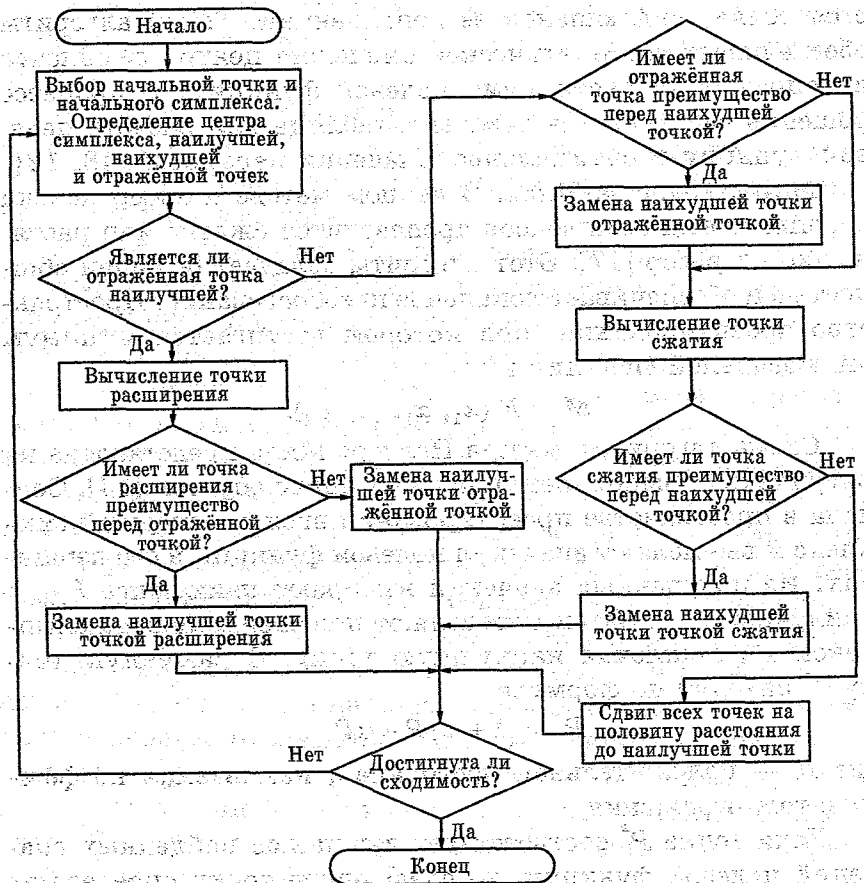 Начало
Выбор начальной точки и
начального симплекса.
Определение центра
симплекса, наилучшей,
наихудшей
и отражённой точек
Является ли
отражённая точка
наилучшей?
Нет
Да
Вычисление точки
расширения
Имеет ли точка
расширения
преимущество
перед отражённой
точкой?
Нет
Замена наилуч-
шей точки отра-
жённой точкой
Да
Замена наилучшей точки
точкой расширения
Имеет ли
отражённая
точка преимущество
перед наихудшей
точкой?
Нет
Да
Замена наихудшей точки
отражённой точкой
Вычисление точки
сжатия
Имеет ли точка
сжатия преимущество
перед наихудшей
точкой?
Нет
Да
Замена наихудшей
точки точкой сжатия
Сдвиг всех точек на
половину расстояния
до наилучшей точки
Нет
Достигнута ли
сходимость?
Да
Конец